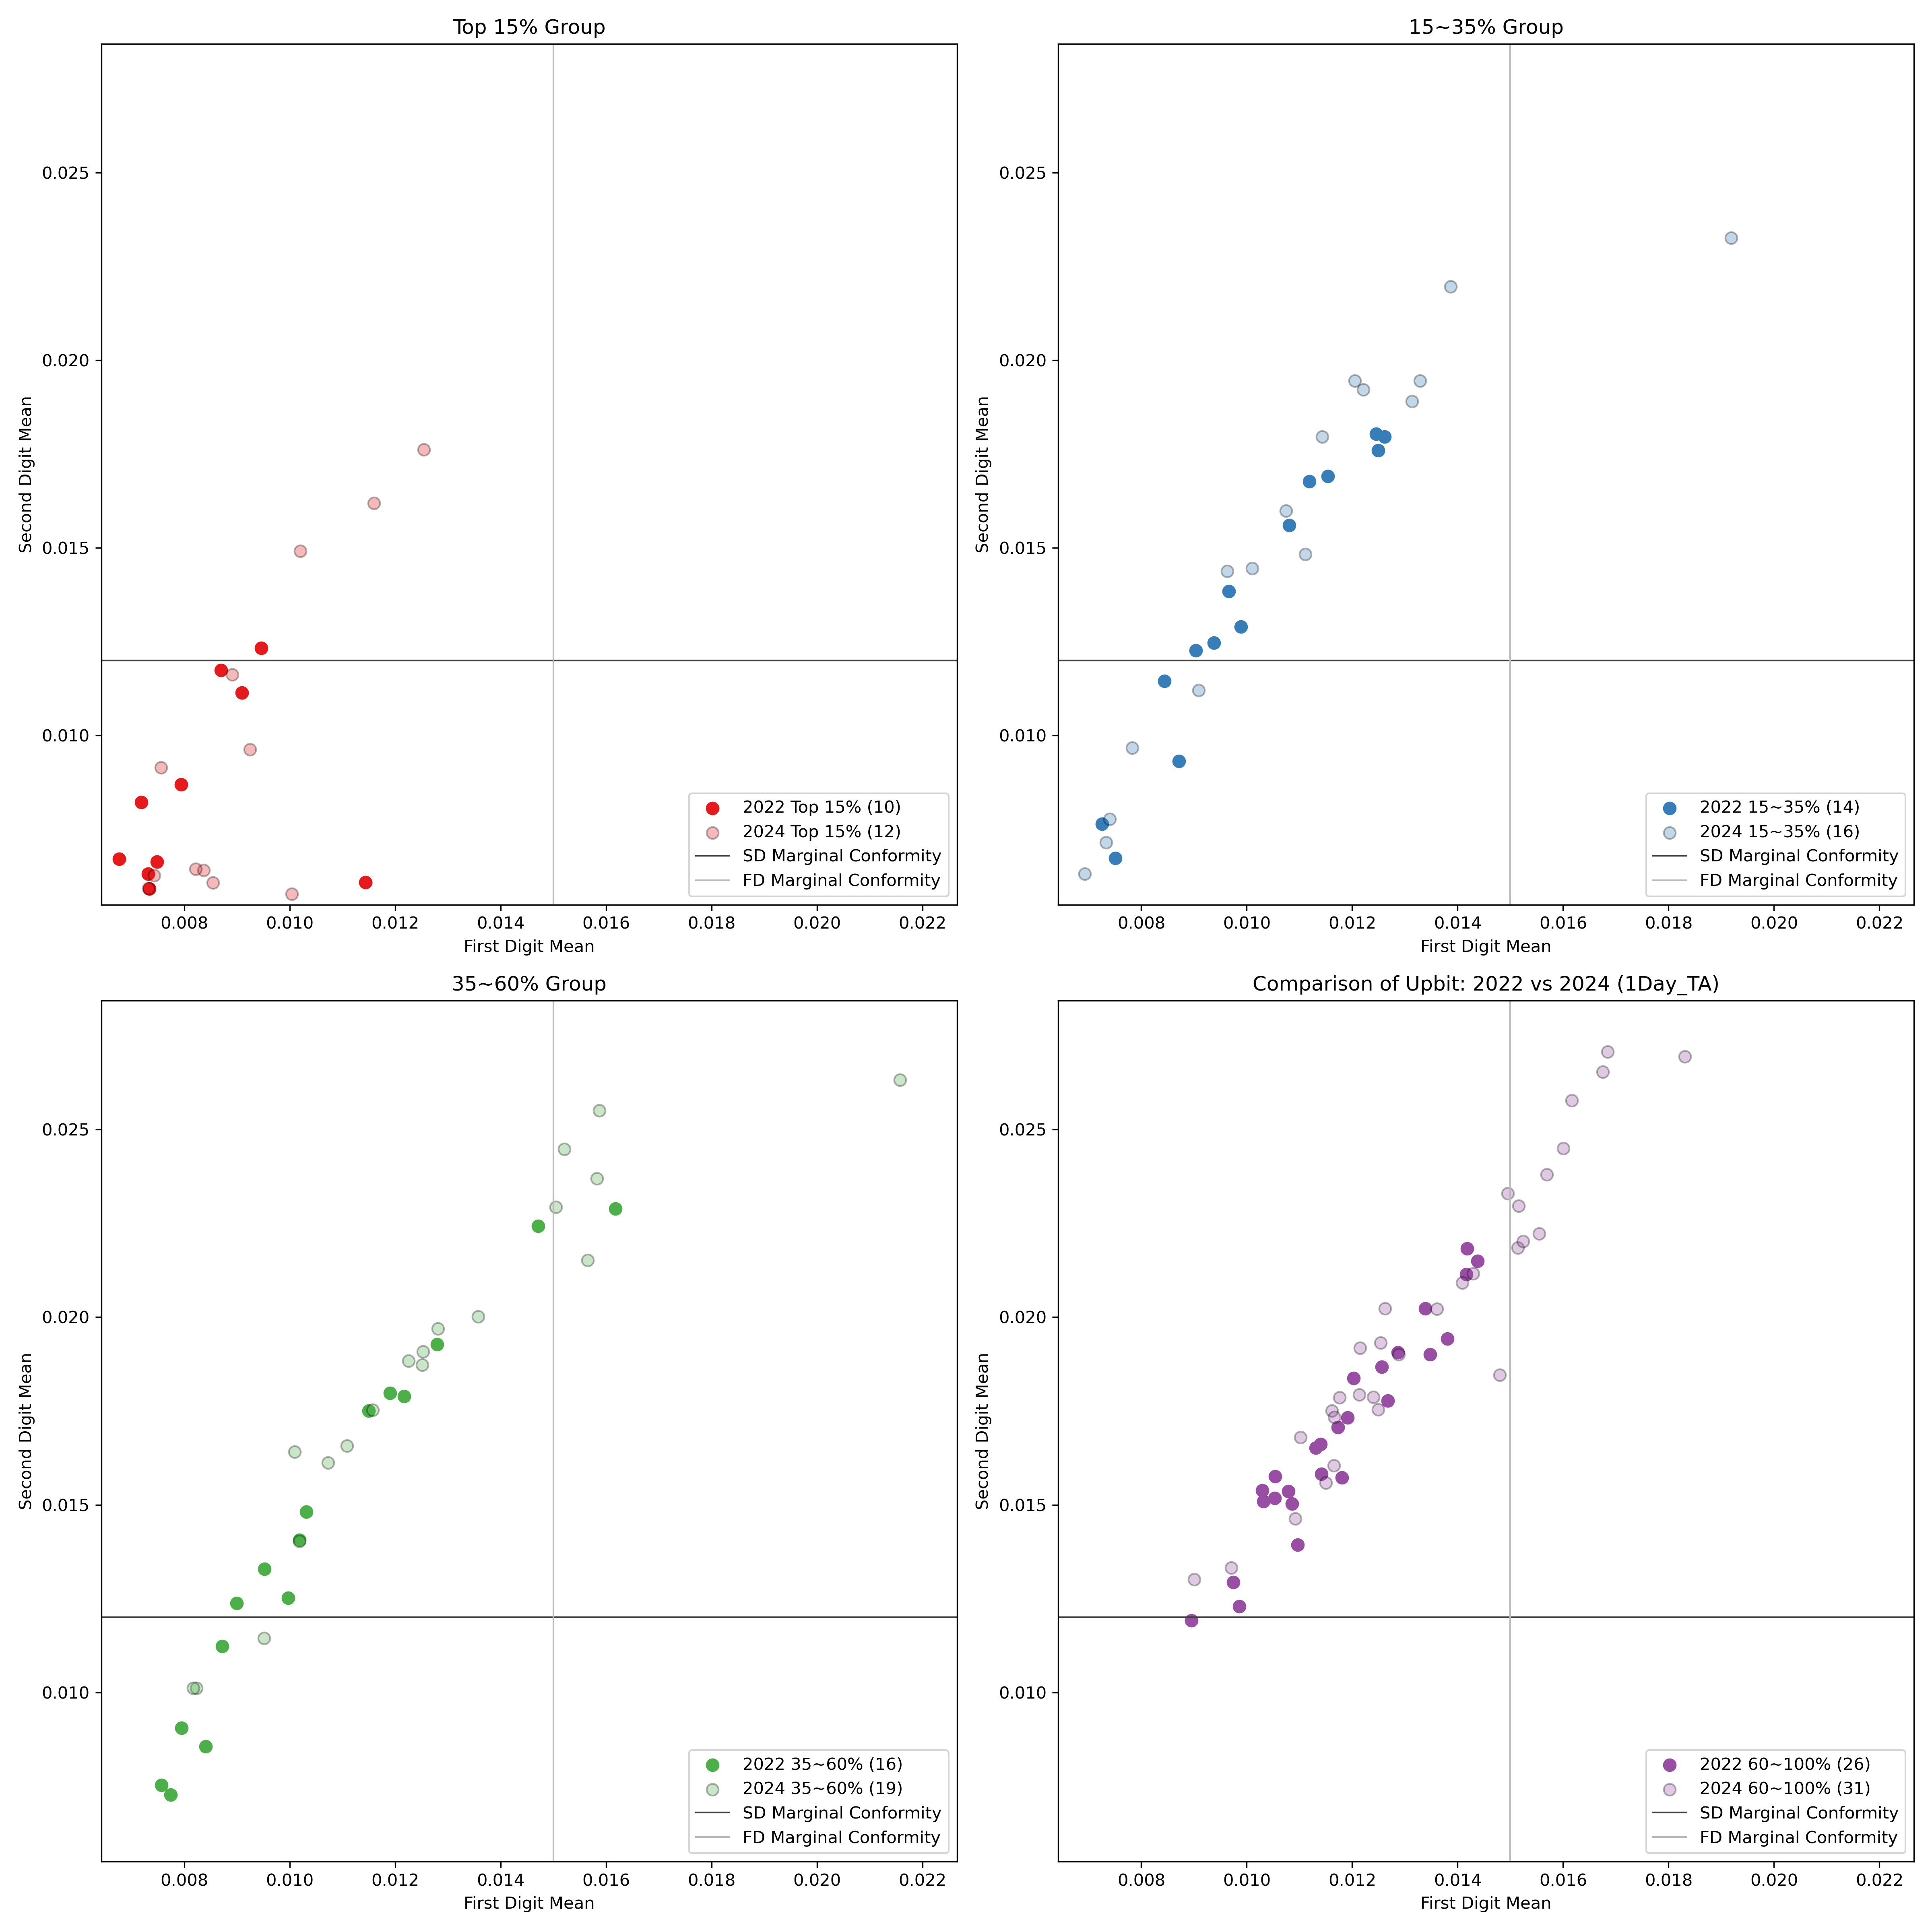 Top 15% Group
Second Digit Mean
0.025
0.020
0.015
0.010
0.008
0.010
0.012
0.014
0.016
0.018
0.020
0.022
First Digit Mean
2022 Top 15% (10)
2024 Top 15% (12)
SD Marginal Conformity
FD Marginal Conformity
15~35% Group
Second Digit Mean
0.025
0.020
0.015
0.010
0.008
0.010
0.012
0.014
0.016
0.018
0.020
0.022
First Digit Mean
2022 15~35% (14)
2024 15~35% (16)
SD Marginal Conformity
FD Marginal Conformity
35~60% Group
Second Digit Mean
0.025
0.020
0.015
0.010
0.008
0.010
0.012
0.014
0.016
0.018
0.020
0.022
First Digit Mean
2022 35~60% (16)
2024 35~60% (19)
SD Marginal Conformity
FD Marginal Conformity
Comparison of Upbit: 2022 vs 2024 (1Day_TA)
Second Digit Mean
0.025
0.020
0.015
0.010
0.008
0.010
0.012
0.014
0.016
0.018
0.020
0.022
First Digit Mean
2022 60~100% (26)
2024 60~100% (31)
SD Marginal Conformity
FD Marginal Conformity